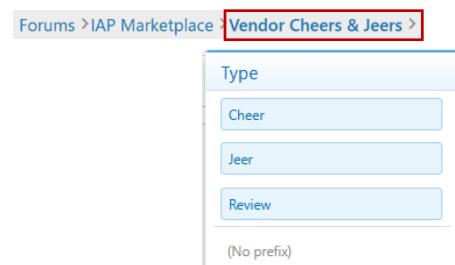 Forums > IAP Marketplace > Vendor Cheers & Jeers >
Type
Cheer
Jeer
Review
(No prefix)